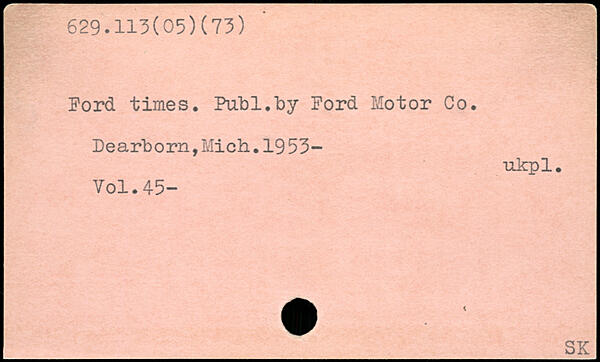 629.113(05)(73)
Ford times. Publ.by Ford Motor Co.
Dearborn,Mich.1953-
ukpl.
Vol.45-
SK